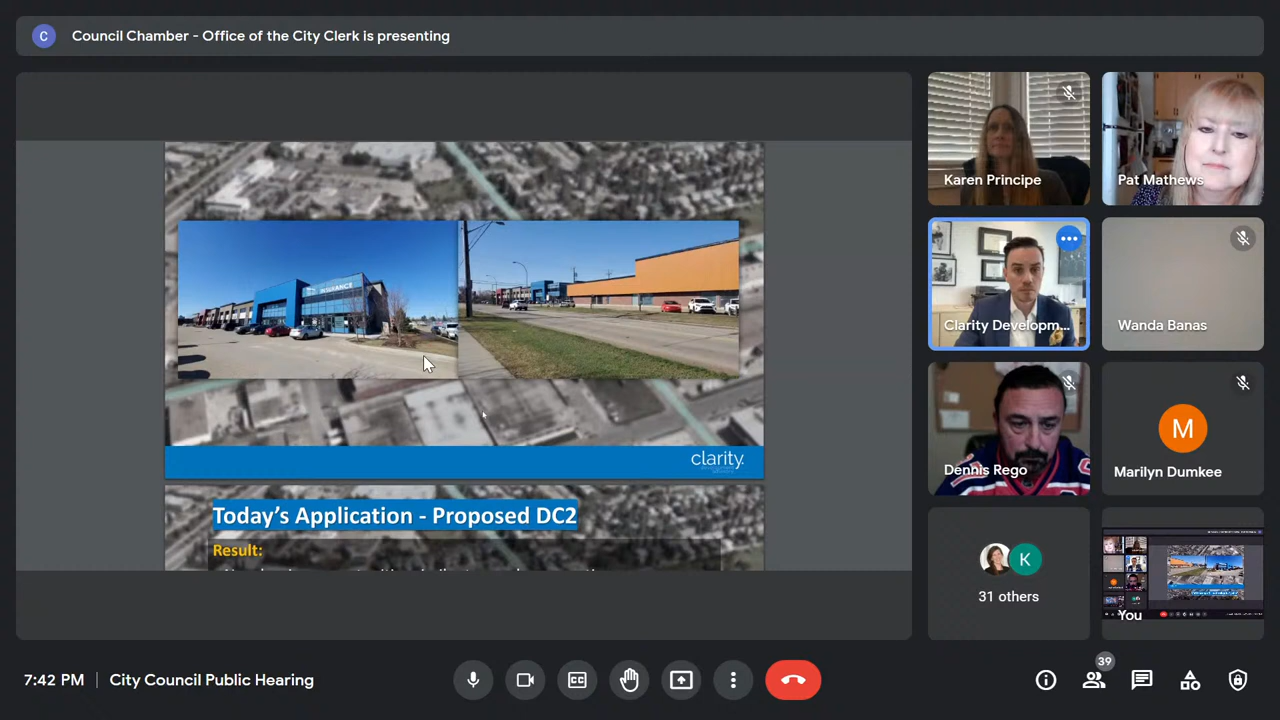 C
Council Chamber - Office of the City Clerk is presenting
INSURANCE
clarity.
Today's Application - Proposed DC2
Result:
Karen Principe
Pat Mathews
Clarity Developm...
Wanda Banas
Dennis Rego
M
Marilyn Dumkee
K
31 others
You
7:42 PM
City Council Public Hearing
39